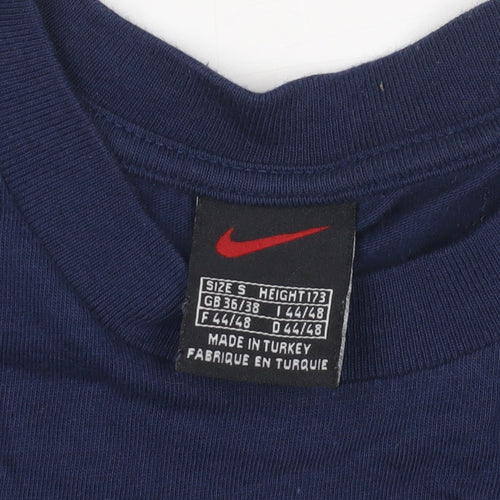 SIZE S HEIGHT 173
GB 36/38 I 44/48
F 44/48 D 44/48
MADE IN TURKEY
FABRIQUE EN TURQUIE